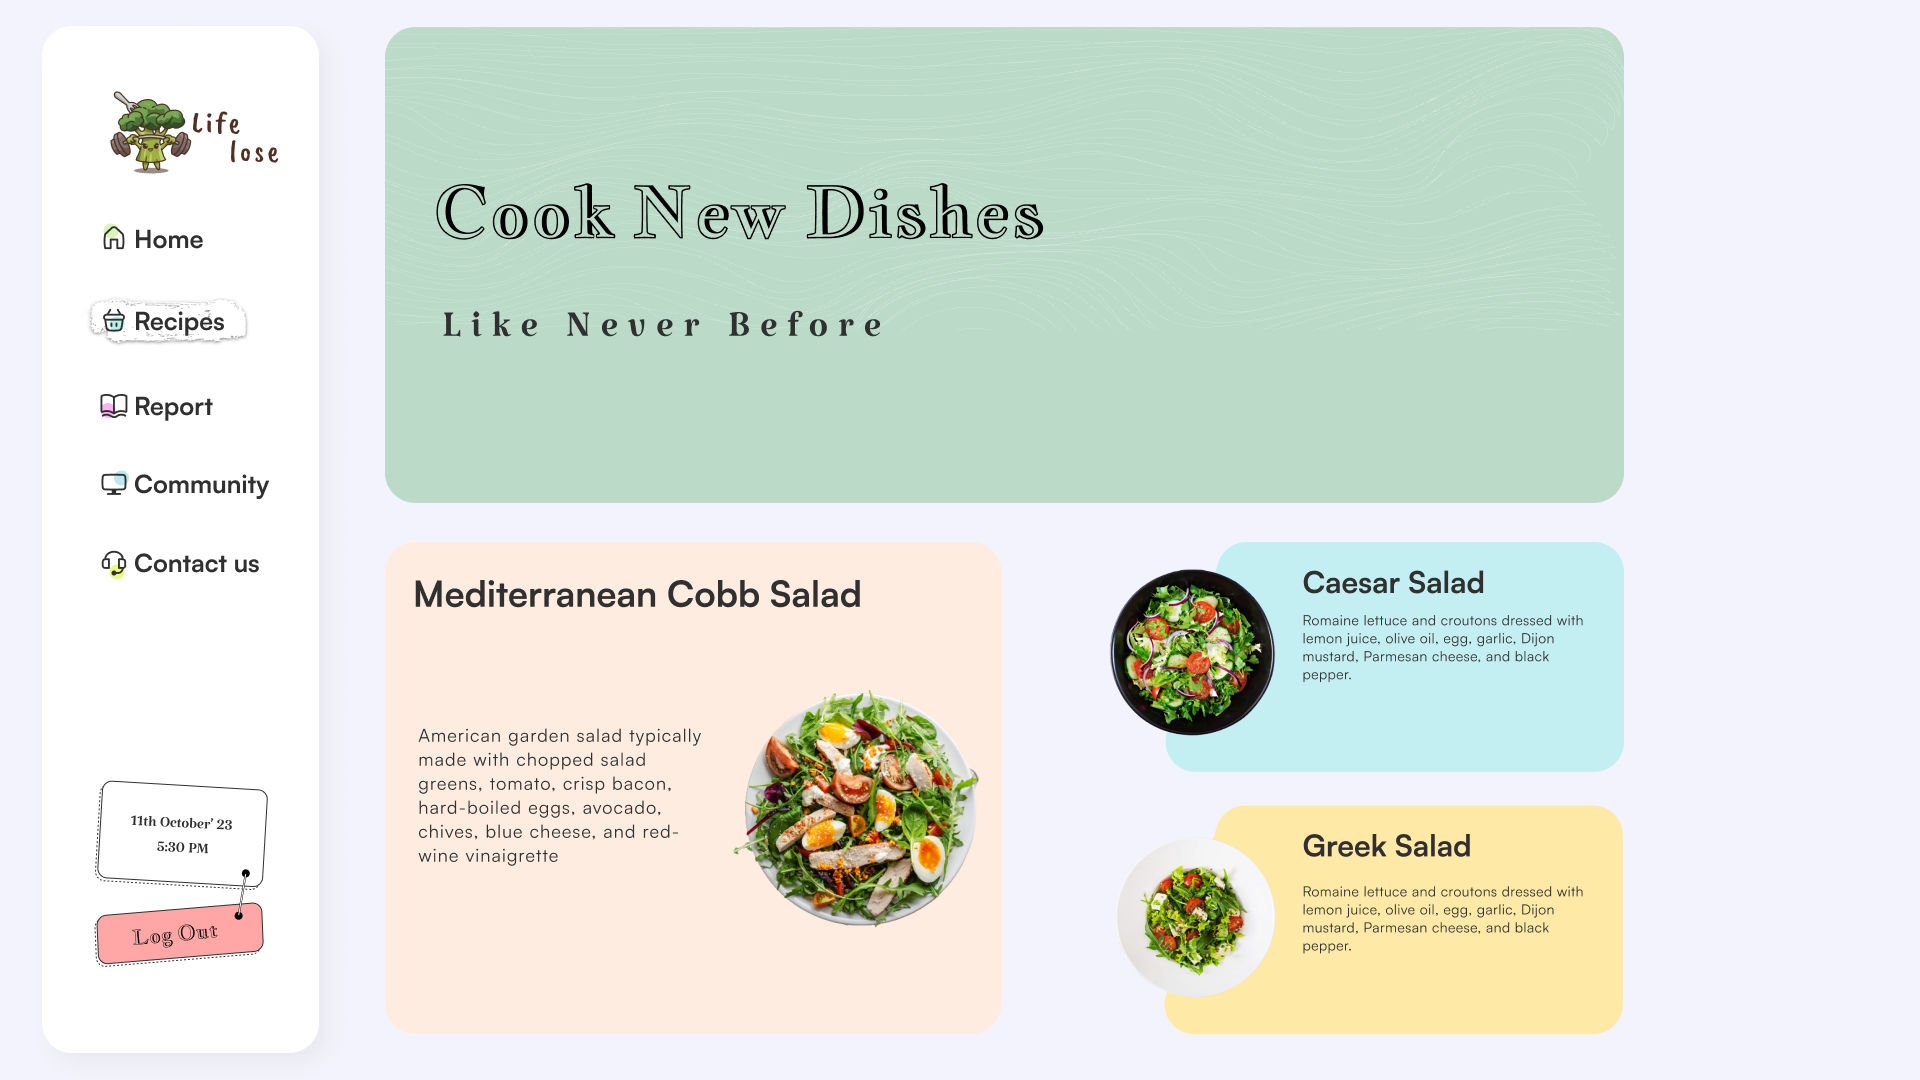 Life
lose
Home
Recipes
Report
Community
Contact us
11th October' 23
5:30 PM
Log Out
Cook New Dishes
Like Never Before
Mediterranean Cobb Salad
American garden salad typically
made with chopped salad
greens, tomato, crisp bacon,
hard-boiled eggs, avocado,
chives, blue cheese, and red-
wine vinaigrette
Caesar Salad
Romaine lettuce and croutons dressed with
lemon juice, olive oil, egg, garlic, Dijon
mustard, Parmesan cheese, and black
pepper.
Greek Salad
Romaine lettuce and croutons dressed with
lemon juice, olive oil, egg, garlic, Dijon
mustard, Parmesan cheese, and black
pepper.